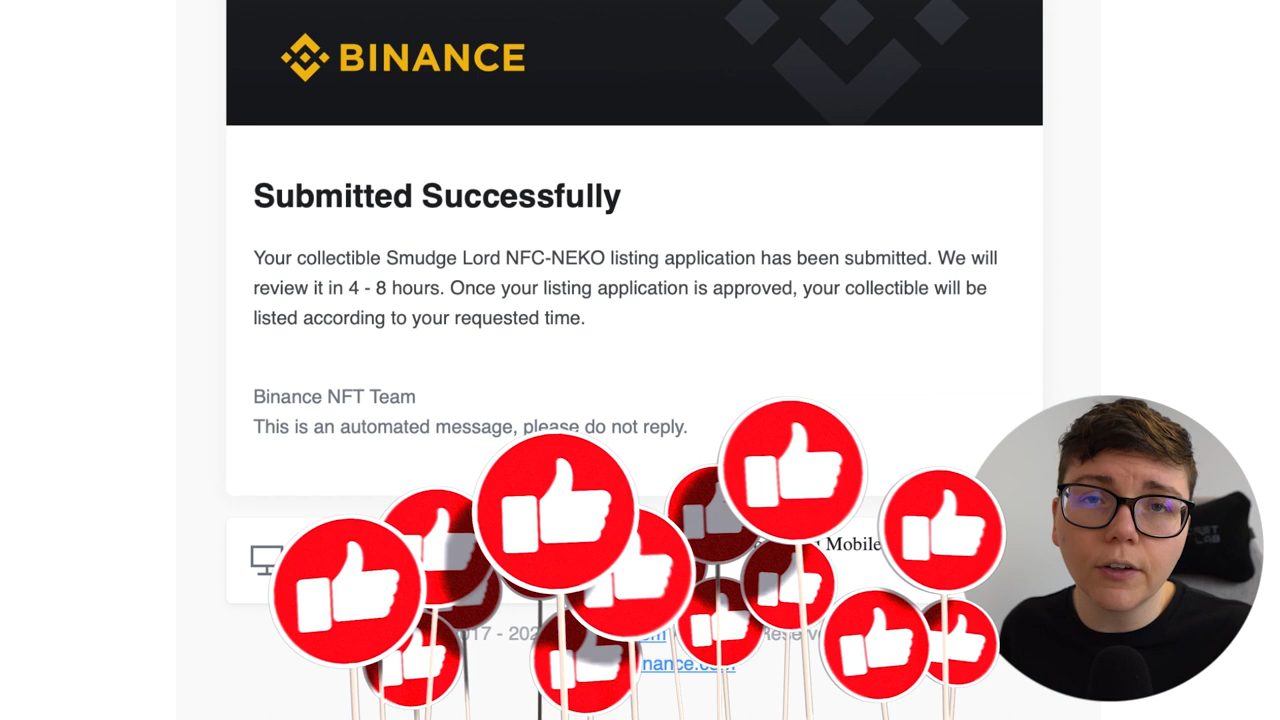 BINANCE
Submitted Successfully
Your collectible Smudge Lord NFC-NEKO listing application has been submitted. We will
review it in 4 - 8 hours. Once your listing application is approved, your collectible will be
listed according to your requested time.
Binance NFT Team
This is an automated message, please do not reply.
Mobile